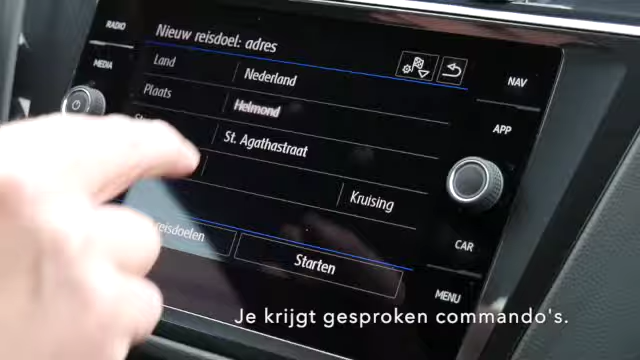 RADIO
Nieuw reisdoel: adres
MEDIA
Land
Nederland
NAV
Plaats
Helmond
APP
St. Agathastraat
Kruising
reisdoelen
Starten
CAR
MENU
Je krijgt gesproken commando's.